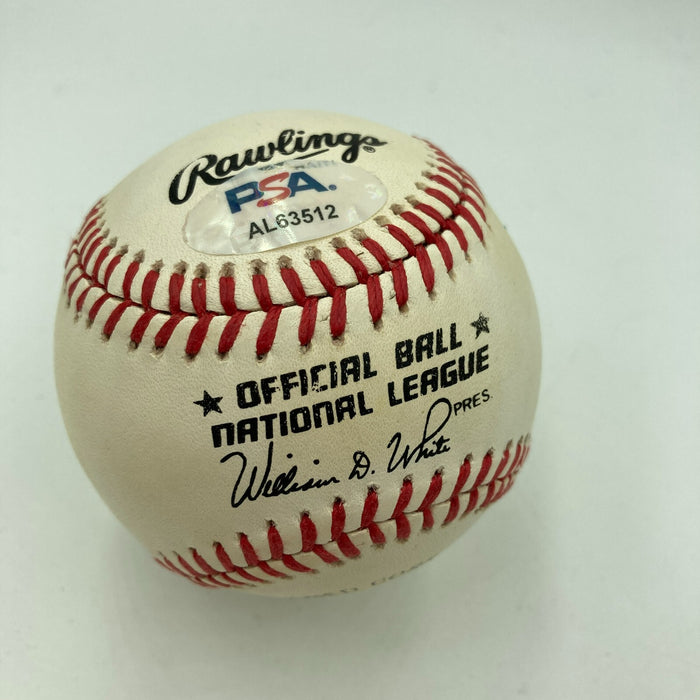 Rawlings
PSA.
AL63512
OFFICIAL BALL
NATIONAL LEAGUE
William D. White PRES.